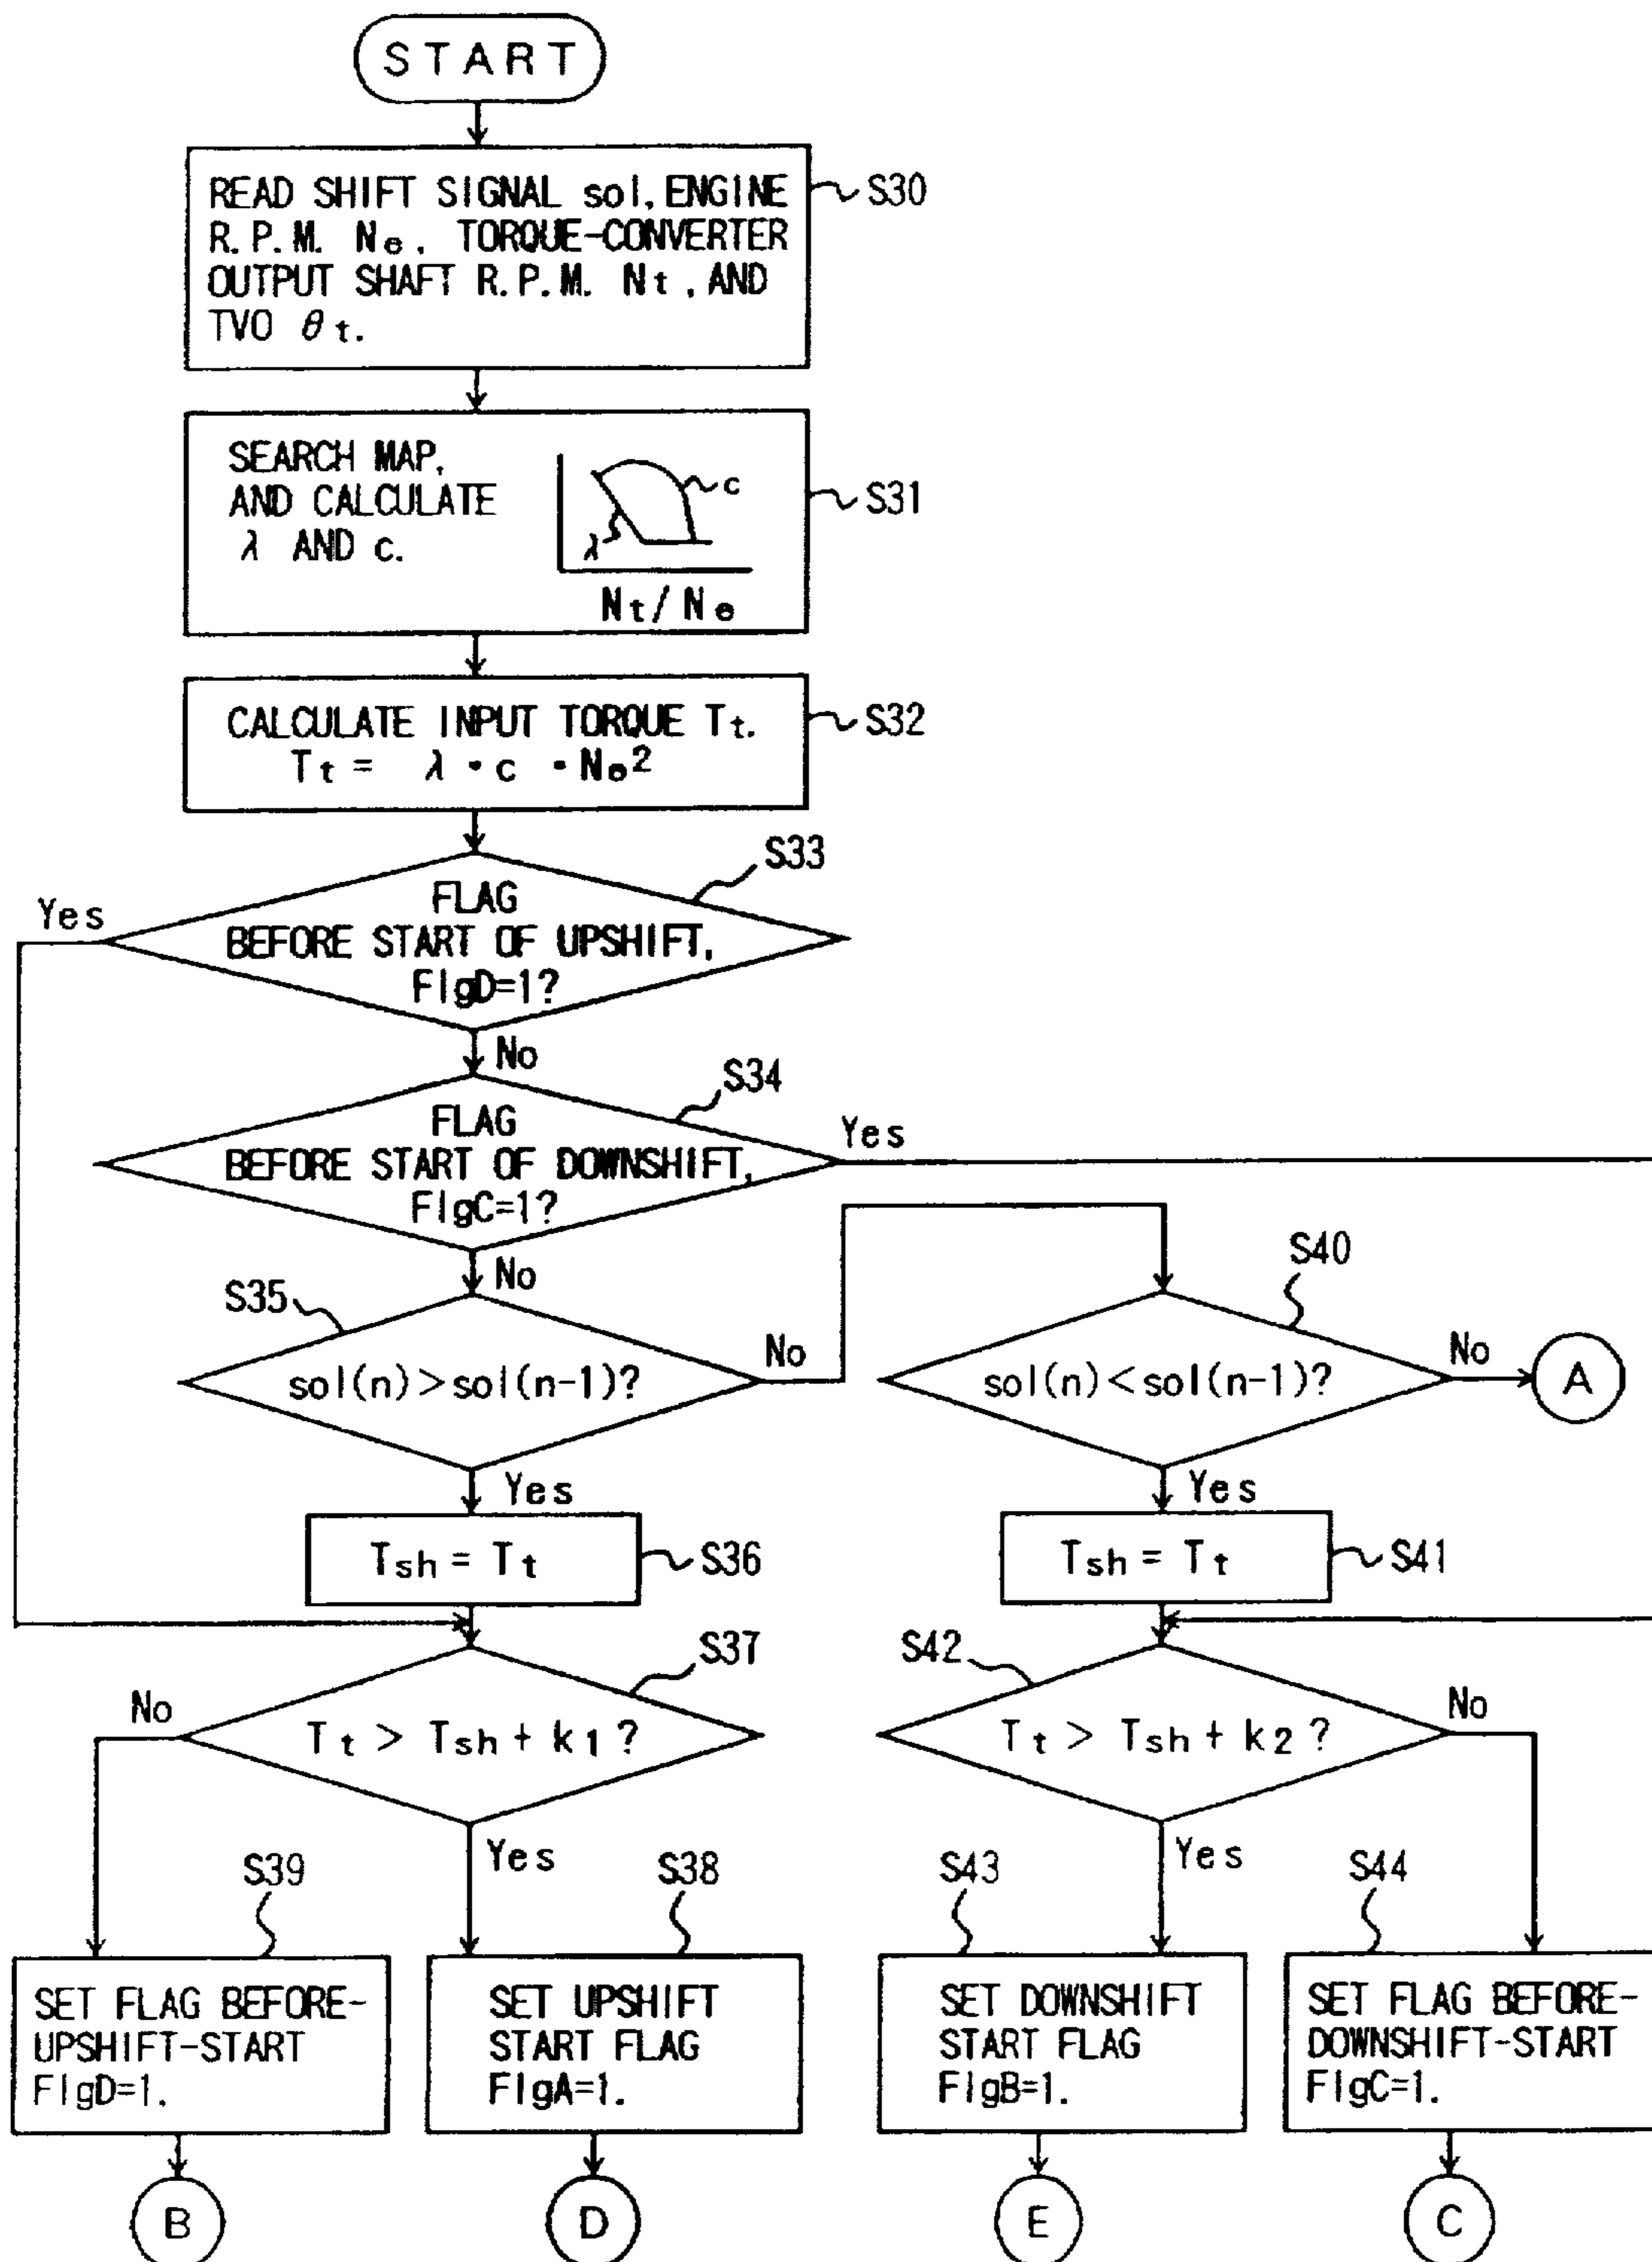 START
READ SHIFT SIGNAL sol, ENGINE
R.P.M. Ne, TORQUE-CONVERTER
OUTPUT SHAFT R.P.M. Nt, AND
TVO θt.
S30
SEARCH MAP,
AND CALCULATE
λ AND c.
c
λ
Nt/Ne
S31
CALCULATE INPUT TORQUE Tt.
Tt = λ・c ・Ne²
S32
S33
FLAG
BEFORE START OF UPSHIFT,
FlgD=1?
Yes
No
S34
FLAG
BEFORE START OF DOWNSHIFT,
FlgC=1?
Yes
No
S35
sol(n)>sol(n-1)?
No
S40
sol(n)<sol(n-1)?
No
A
Yes
Yes
Tsh = Tt
S36
Tsh = Tt
S41
S37
Tt > Tsh + k1 ?
No
S42
Tt > Tsh + k2 ?
No
Yes
Yes
S39
S38
S43
S44
SET FLAG BEFORE-
UPSHIFT-START
FlgD=1.
SET UPSHIFT
START FLAG
FlgA=1.
SET DOWNSHIFT
START FLAG
FlgB=1.
SET FLAG BEFORE-
DOWNSHIFT-START
FlgC=1.
B
D
E
C